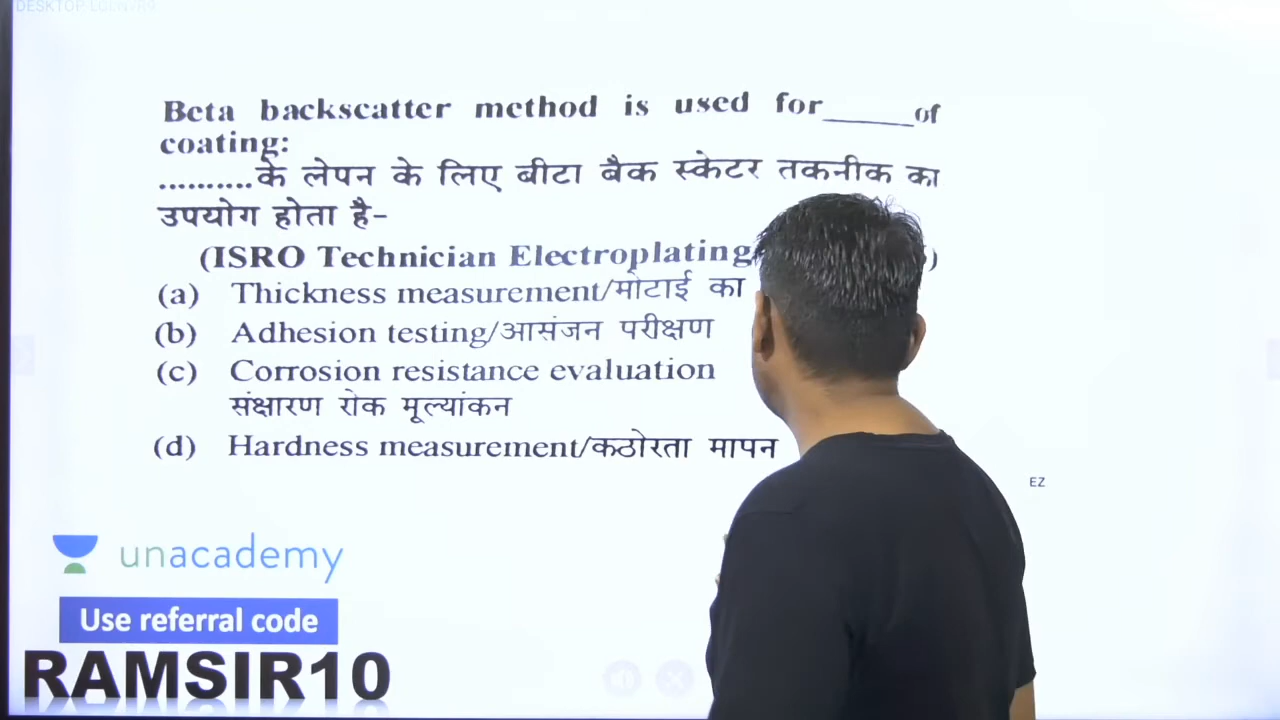 Beta backscatter method is used for_____of
coating:
..........के लेपन के लिए बीटा बैक स्केटर तकनीक का
उपयोग होता है-
(ISRO Technician Electroplating )
(a) Thickness measurement/मोटाई का
(b) Adhesion testing/आसंजन परीक्षण
(c) Corrosion resistance evaluation
संक्षारण रोक मूल्यांकन
(d) Hardness measurement/कठोरता मापन
EZ
unacademy
Use referral code
RAMSIR10